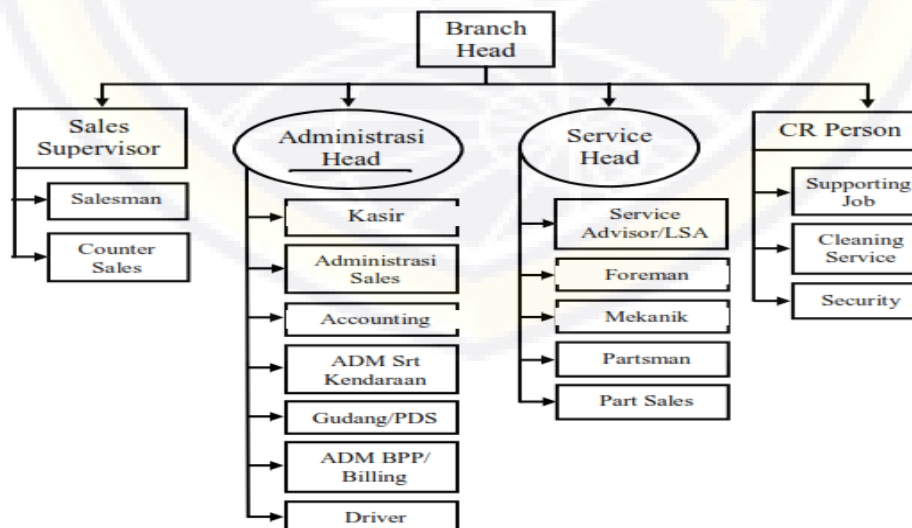 Branch
Head
Sales
Supervisor
Salesman
Counter
Sales
Administrasi
Head
Kasir
Administrasi
Sales
Accounting
ADM Srt
Kendaraan
Gudang/PDS
ADM BPP/
Billing
Driver
Service
Head
Service
Advisor/LSA
Foreman
Mekanik
Partsman
Part Sales
CR Person
Supporting
Job
Cleaning
Service
Security